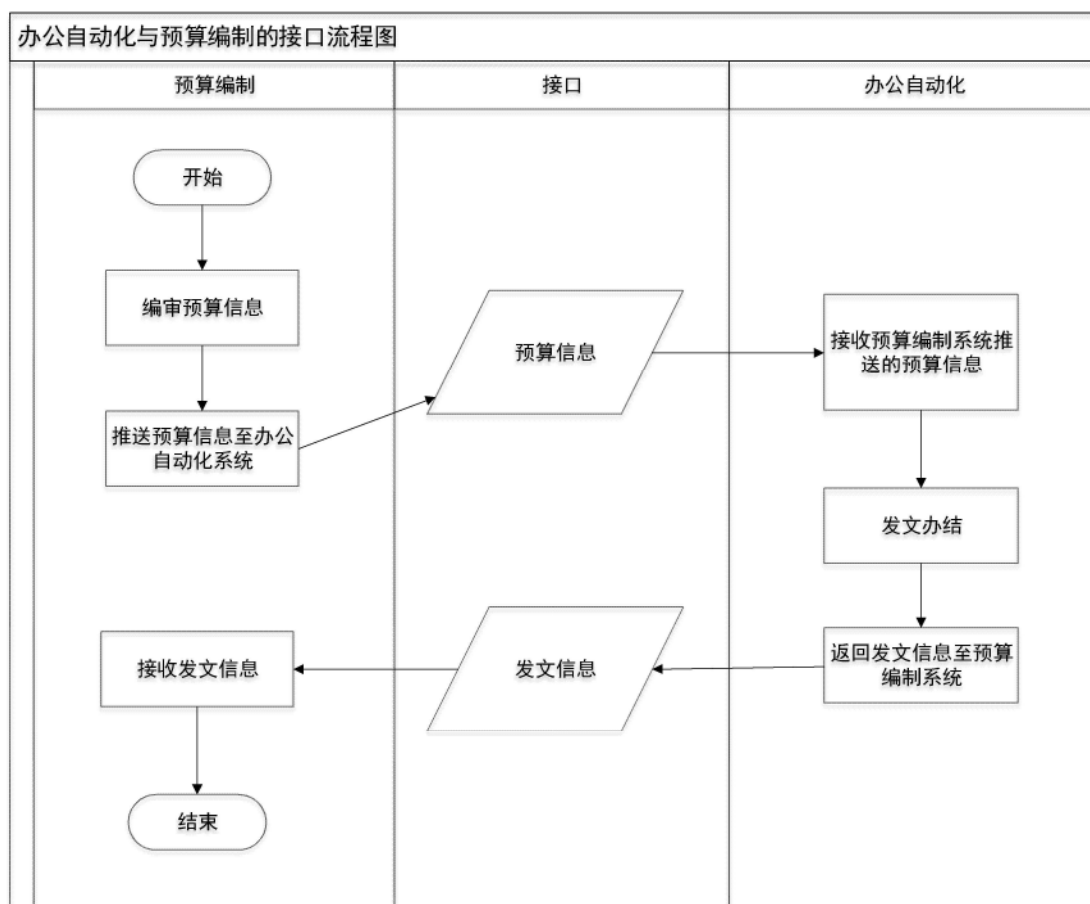 办公自动化与预算编制的接口流程图
预算编制
接口
办公自动化
开始
编审预算信息
推送预算信息至办公
自动化系统
预算信息
接收预算编制系统推
送的预算信息
发文办结
返回发文信息至预算
编制系统
发文信息
接收发文信息
结束